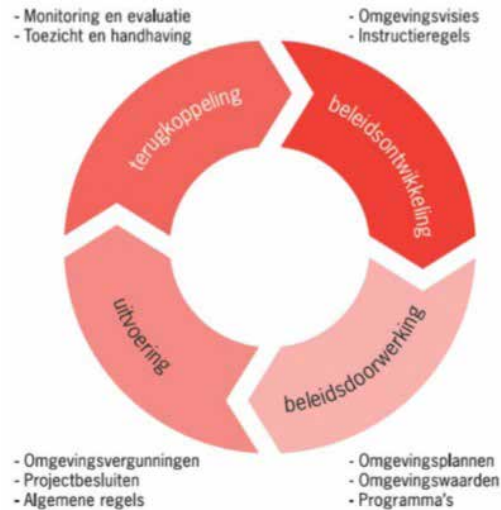 - Monitoring en evaluatie
- Toezicht en handhaving
- Omgevingsvisies
- Instructieregels
terugkoppeling
beleidsontwikkeling
uitvoering
beleidsdoorwerking
- Omgevingsvergunningen
- Projectbesluiten
- Algemene regels
- Omgevingsplannen
- Omgevingswaarden
- Programma's